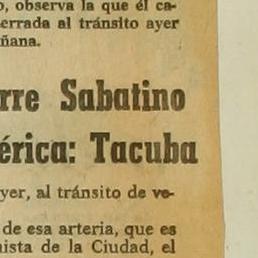 o, observa la que él ca-
errada al tránsito ayer
ñana.
rre Sabatino
érica: Tacuba
yer, al tránsito de ve-
de esa arteria, que es
ista de la Ciudad, el